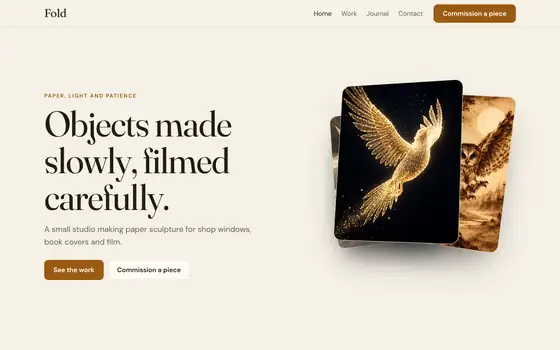 Fold
Home
Work
Journal
Contact
Commission a piece
PAPER, LIGHT AND PATIENCE
Objects made
slowly, filmed
carefully.
A small studio making paper sculpture for shop windows,
book covers and film.
See the work
Commission a piece